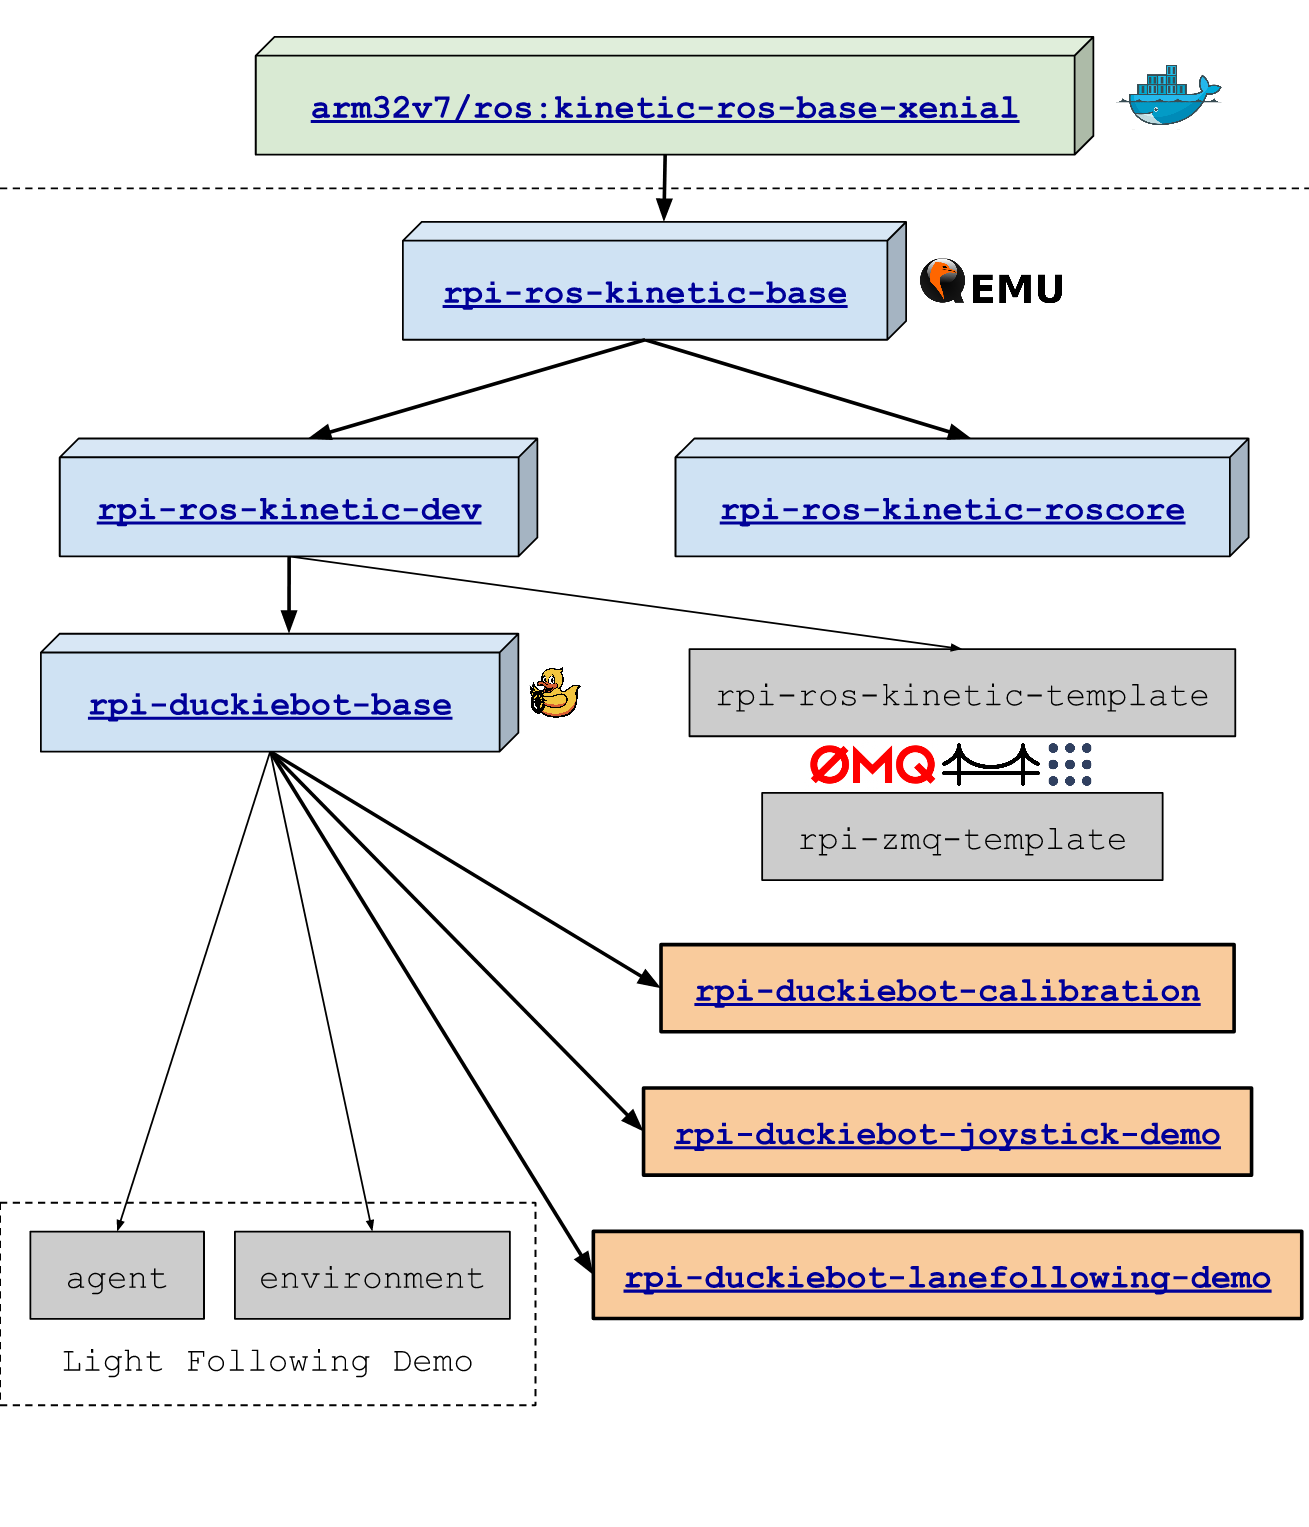 arm32v7/ros:kinetic-ros-base-xenial
rpi-ros-kinetic-base
QEMU
rpi-ros-kinetic-dev
rpi-ros-kinetic-roscore
rpi-duckiebot-base
rpi-ros-kinetic-template
ØMQ
rpi-zmq-template
rpi-duckiebot-calibration
rpi-duckiebot-joystick-demo
agent
environment
rpi-duckiebot-lanefollowing-demo
Light Following Demo